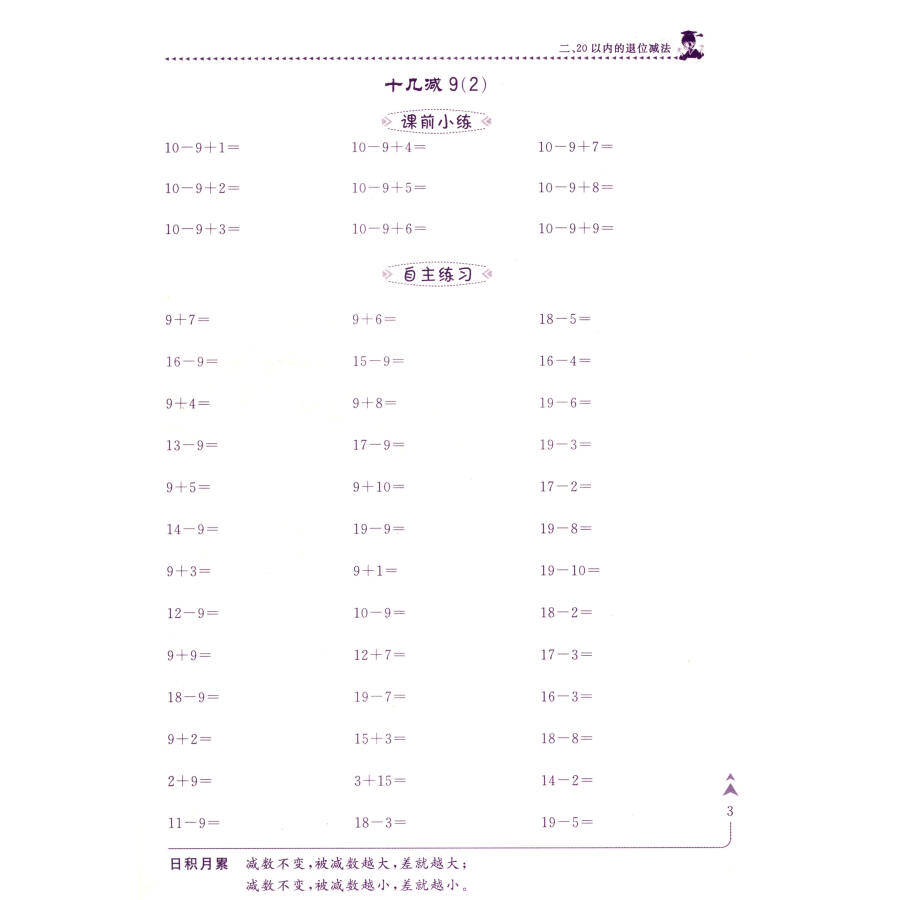 二、20 以内的退位减法
十几减 9(2)
课前小练
10－9＋1＝ 10－9＋4＝ 10－9＋7＝
10－9＋2＝ 10－9＋5＝ 10－9＋8＝
10－9＋3＝ 10－9＋6＝ 10－9＋9＝
自主练习
9＋7＝ 9＋6＝ 18－5＝
16－9＝ 15－9＝ 16－4＝
9＋4＝ 9＋8＝ 19－6＝
13－9＝ 17－9＝ 19－3＝
9＋5＝ 9＋10＝ 17－2＝
14－9＝ 19－9＝ 19－8＝
9＋3＝ 9＋1＝ 19－10＝
12－9＝ 10－9＝ 18－2＝
9＋9＝ 12＋7＝ 17－3＝
18－9＝ 19－7＝ 16－3＝
9＋2＝ 15＋3＝ 18－8＝
2＋9＝ 3＋15＝ 14－2＝
11－9＝ 18－3＝ 19－5＝
3
日积月累 减数不变,被减数越大,差就越大;
减数不变,被减数越小,差就越小。